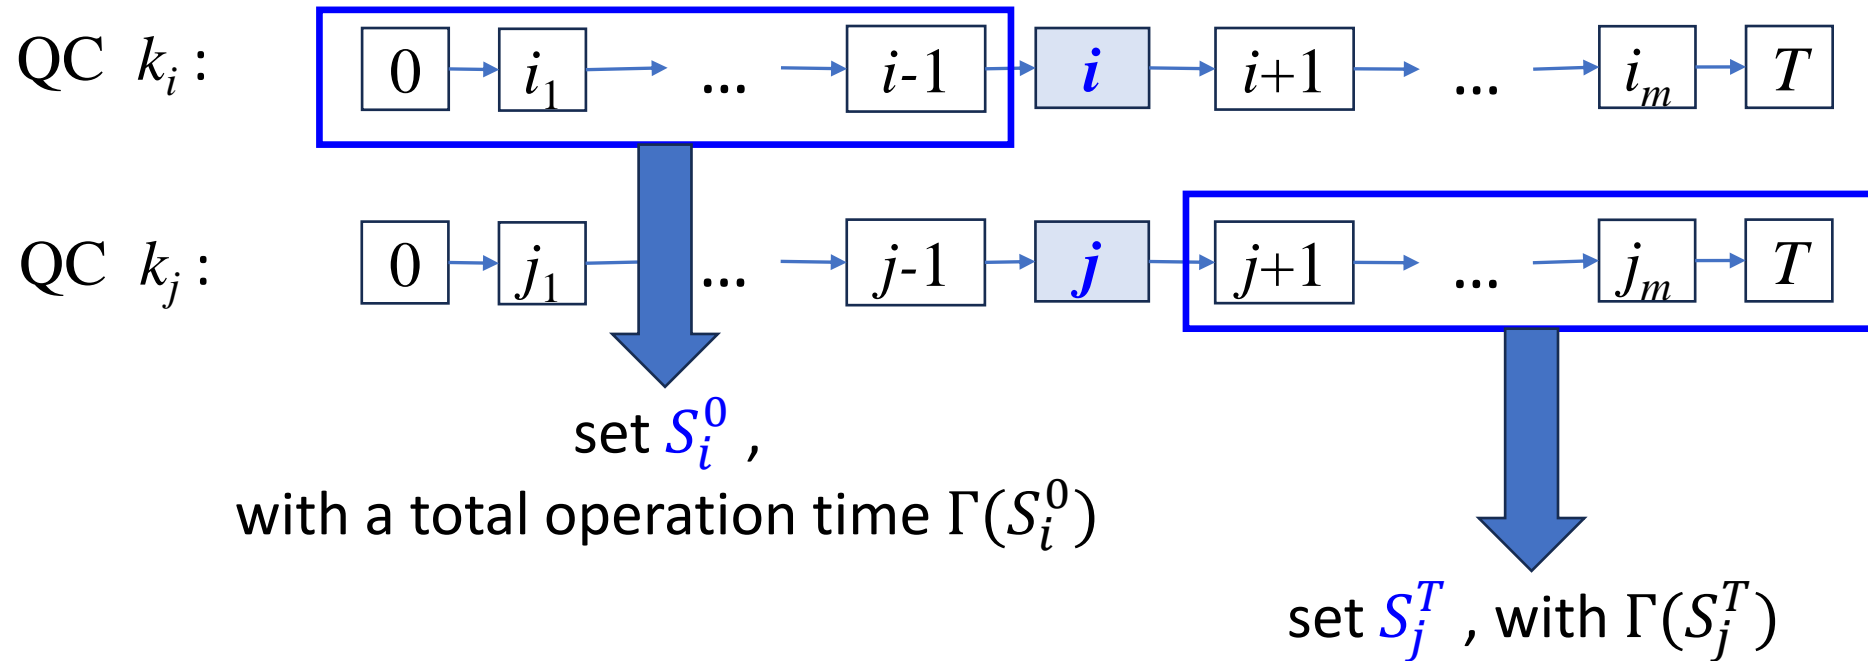 QC k_i : 0 i_1 ... i-1 i i+1 ... i_m T
QC k_j : 0 j_1 ... j-1 j j+1 ... j_m T
set S_i^0 ,
with a total operation time Γ(S_i^0)
set S_j^T , with Γ(S_j^T)